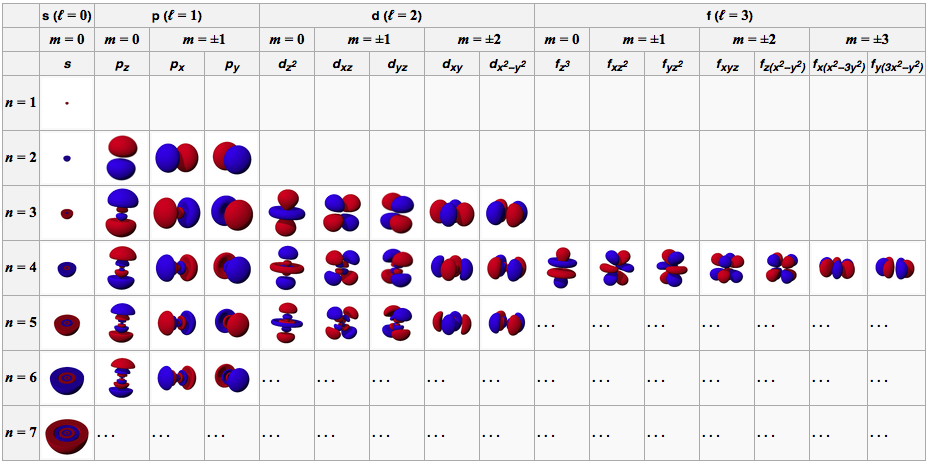 s (ℓ = 0) p (ℓ = 1) d (ℓ = 2) f (ℓ = 3)
m = 0 m = 0 m = ±1 m = 0 m = ±1 m = ±2 m = 0 m = ±1 m = ±2 m = ±3
s pz px py dz2 dxz dyz dxy dx2−y2 fz3 fxz2 fyz2 fxyz fz(x2−y2) fx(x2−3y2) fy(3x2−y2)
n = 1
n = 2
n = 3
n = 4
n = 5 . . . . . . . . . . . . . . . . . . . . .
n = 6 . . . . . . . . . . . . . . . . . . . . . . . . . . . . . . . . . . . .
n = 7 . . . . . . . . . . . . . . . . . . . . . . . . . . . . . . . . . . . . . . . . . . . . .